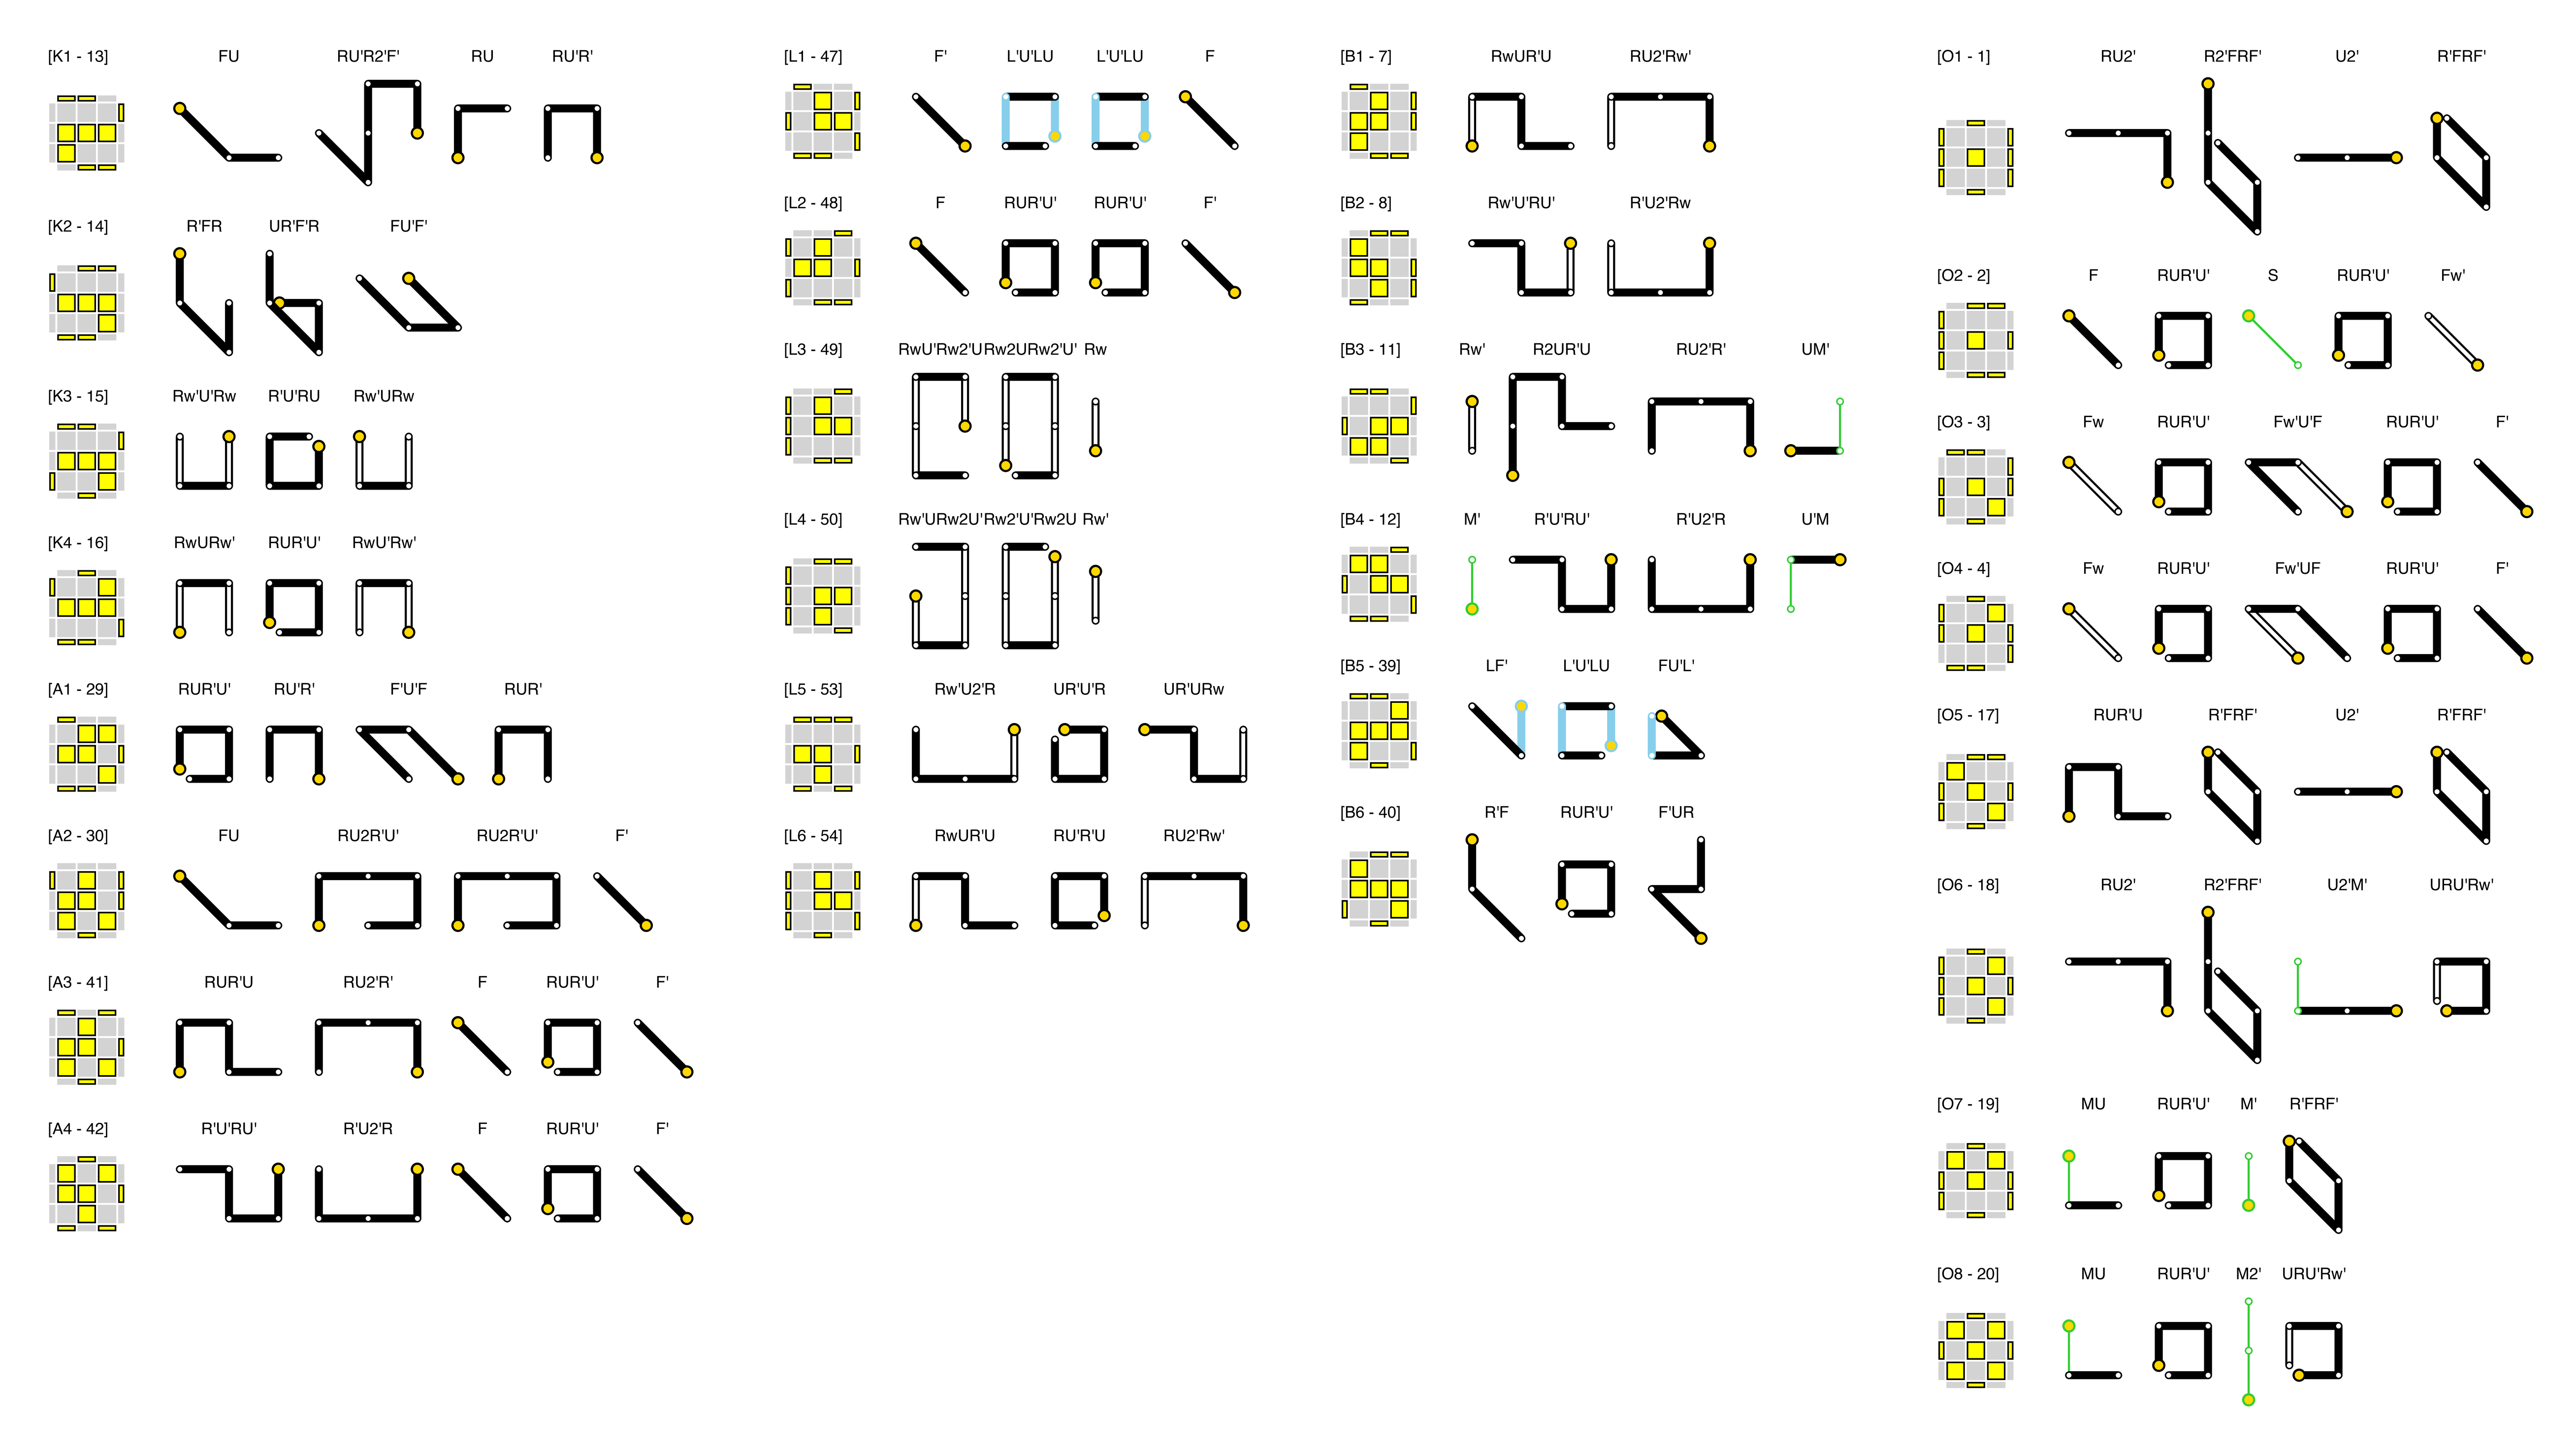 [K1 - 13] FU RU'R2'F' RU RU'R'
[K2 - 14] R'FR UR'F'R FU'F'
[K3 - 15] Rw'U'Rw R'U'RU Rw'URw
[K4 - 16] RwURw' RUR'U' RwU'Rw'
[A1 - 29] RUR'U' RU'R' F'U'F RUR'
[A2 - 30] FU RU2R'U' RU2R'U' F'
[A3 - 41] RUR'U RU2'R' F RUR'U' F'
[A4 - 42] R'U'RU' R'U2'R F RUR'U' F'
[L1 - 47] F' L'U'LU L'U'LU F
[L2 - 48] F RUR'U' RUR'U' F'
[L3 - 49] RwU'Rw2'U Rw2URw2'U' Rw
[L4 - 50] Rw'URw2U' Rw2'U'Rw2U Rw'
[L5 - 53] Rw'U2'R UR'U'R UR'URw
[L6 - 54] RwUR'U RU'R'U RU2'Rw'
[B1 - 7] RwUR'U RU2'Rw'
[B2 - 8] Rw'U'RU' R'U2'Rw
[B3 - 11] Rw' R2UR'U RU2'R' UM'
[B4 - 12] M' R'U'RU' R'U2'R U'M
[B5 - 39] LF' L'U'LU FU'L'
[B6 - 40] R'F RUR'U' F'UR
[O1 - 1] RU2' R2'FRF' U2' R'FRF'
[O2 - 2] F RUR'U' S RUR'U' Fw'
[O3 - 3] Fw RUR'U' Fw'U'F RUR'U' F'
[O4 - 4] Fw RUR'U' Fw'UF RUR'U' F'
[O5 - 17] RUR'U R'FRF' U2' R'FRF'
[O6 - 18] RU2' R2'FRF' U2'M' URU'Rw'
[O7 - 19] MU RUR'U' M' R'FRF'
[O8 - 20] MU RUR'U' M2' URU'Rw'